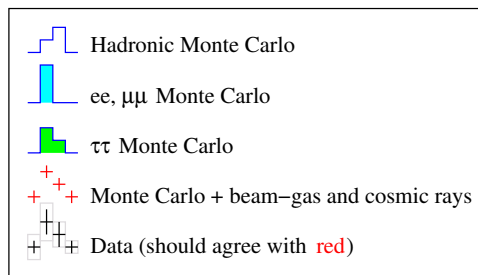 Hadronic Monte Carlo
ee, μμ Monte Carlo
ττ Monte Carlo
Monte Carlo + beam−gas and cosmic rays
Data (should agree with red)